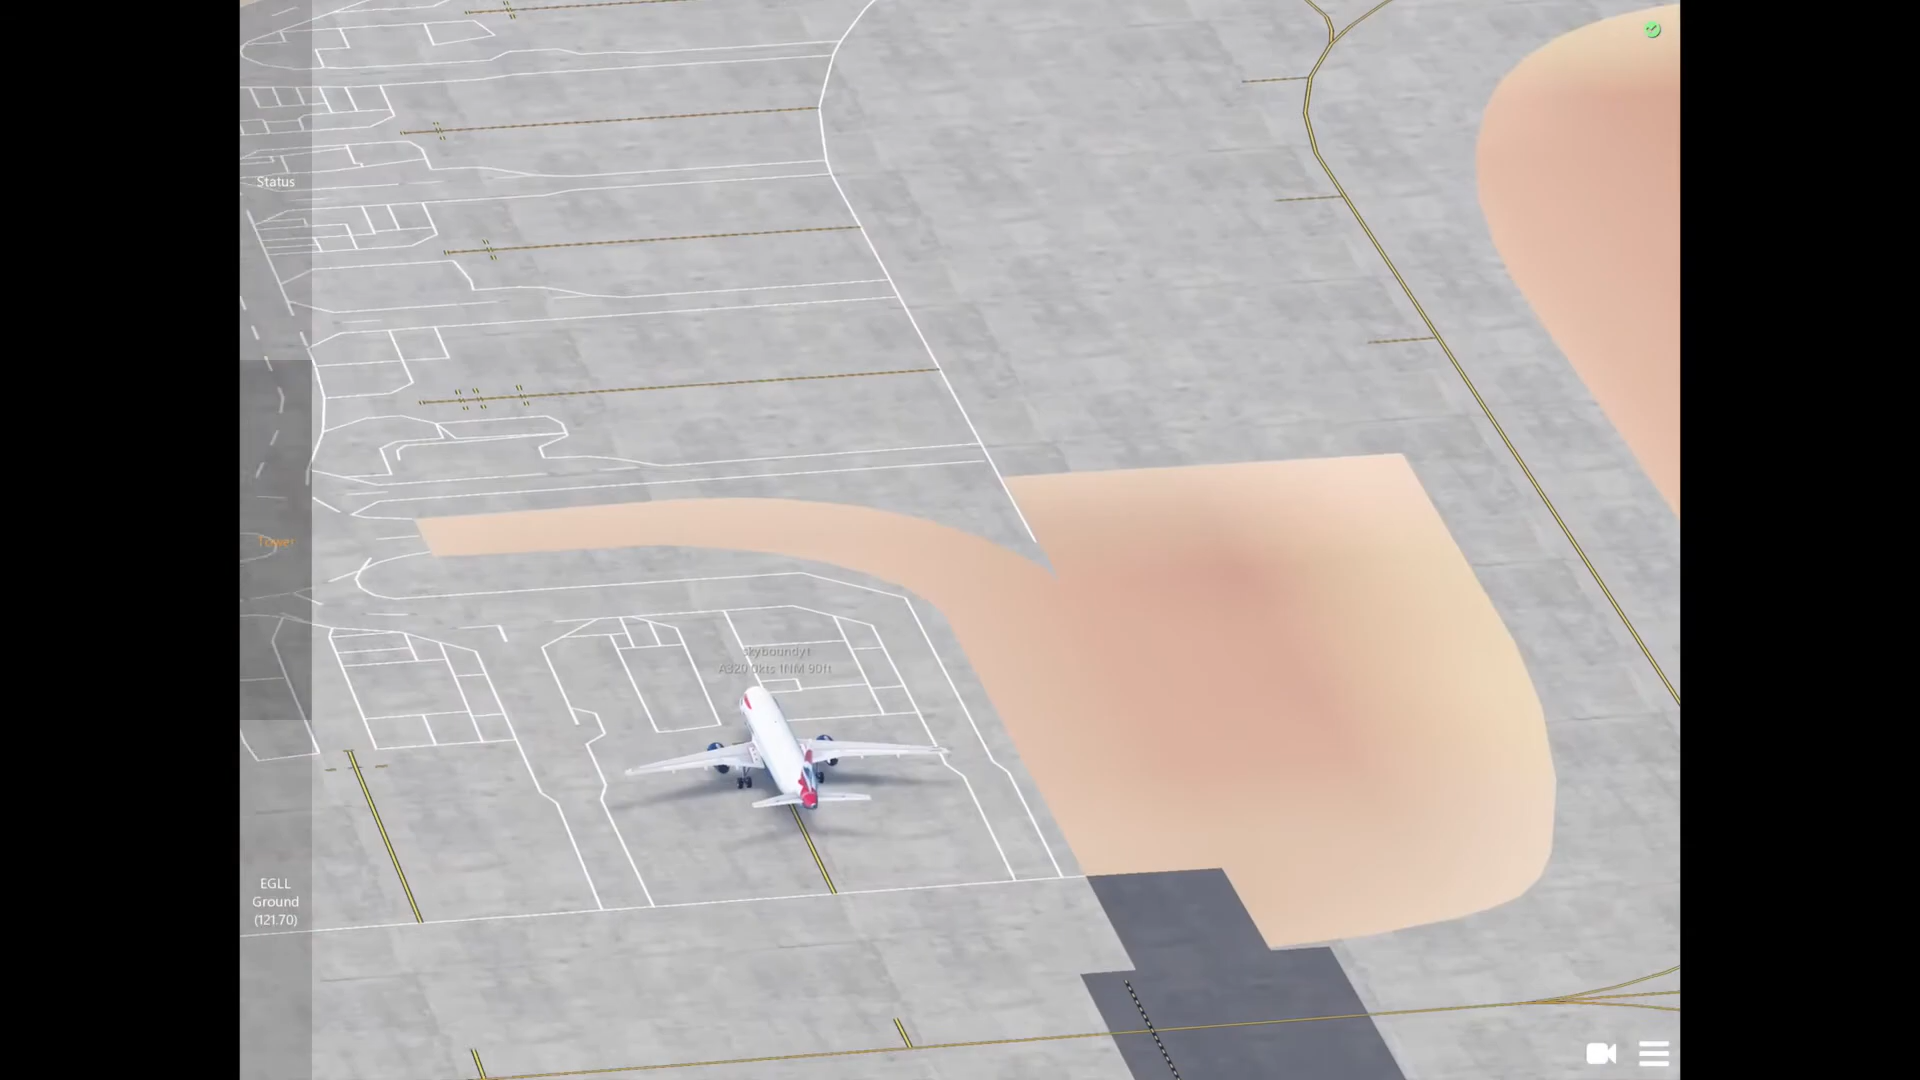 Status
Tower
skyboundyt
A320 0kts 1NM 90ft
EGLL
Ground
(121.70)